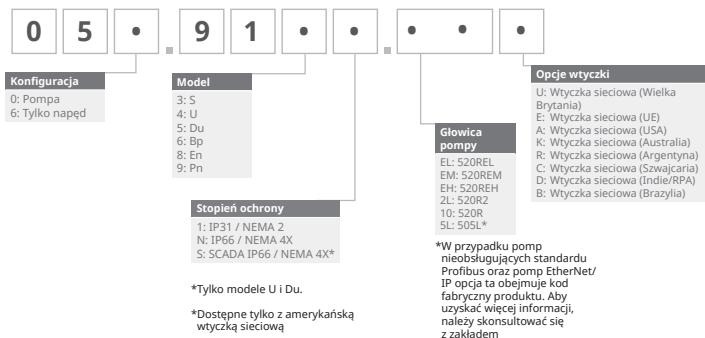 0 5 • . 9 1 • • . • • •
Konfiguracja
0: Pompa
6: Tylko napęd
Model
3: S
4: U
5: Du
6: Bp
8: En
9: Pn
Stopień ochrony
1: IP31 / NEMA 2
N: IP66 / NEMA 4X
S: SCADA IP66 / NEMA 4X*
*Tylko modele U i Du.
*Dostępne tylko z amerykańską
wtyczką sieciową
Głowica
pompy
EL: 520REL
EM: 520REM
EH: 520REH
2L: 520R2
10: 520R
5L: 505L*
*W przypadku pomp
nieobsługujących standardu
Profibus oraz pomp EtherNet/
IP opcja ta obejmuje kod
fabryczny produktu. Aby
uzyskać więcej informacji,
należy skonsultować się
z zakładem
Opcje wtyczki
U: Wtyczka sieciowa (Wielka
Brytania)
E: Wtyczka sieciowa (UE)
A: Wtyczka sieciowa (USA)
K: Wtyczka sieciowa (Australia)
R: Wtyczka sieciowa (Argentyna)
C: Wtyczka sieciowa (Szwajcaria)
D: Wtyczka sieciowa (Indie/RPA)
B: Wtyczka sieciowa (Brazylia)